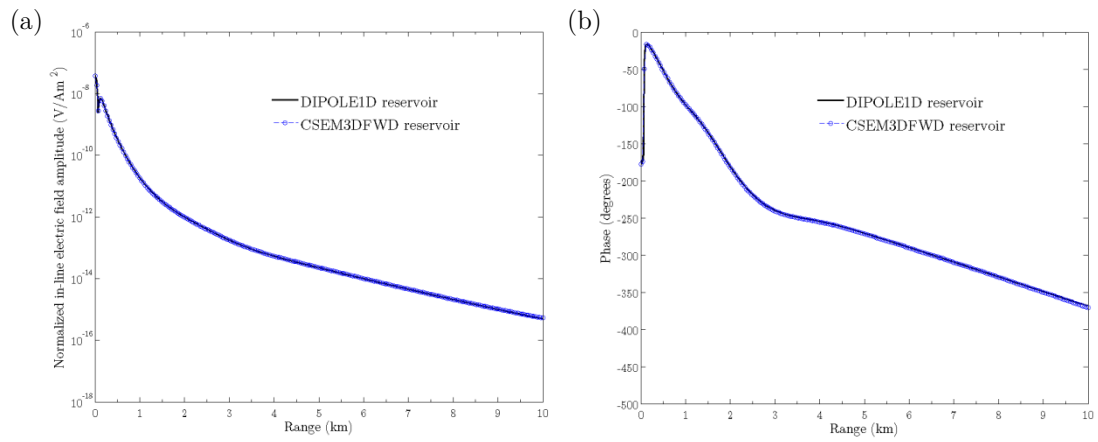 (a)
Normalized in-line electric field amplitude (V/Am^2)
10^-6
10^-8
10^-10
10^-12
10^-14
10^-16
10^-18
DIPOLE1D reservoir
CSEM3DFWD reservoir
0 1 2 3 4 5 6 7 8 9 10
Range (km)
(b)
Phase (degrees)
0
-50
-100
-150
-200
-250
-300
-350
-400
-450
-500
DIPOLE1D reservoir
CSEM3DFWD reservoir
0 1 2 3 4 5 6 7 8 9 10
Range (km)